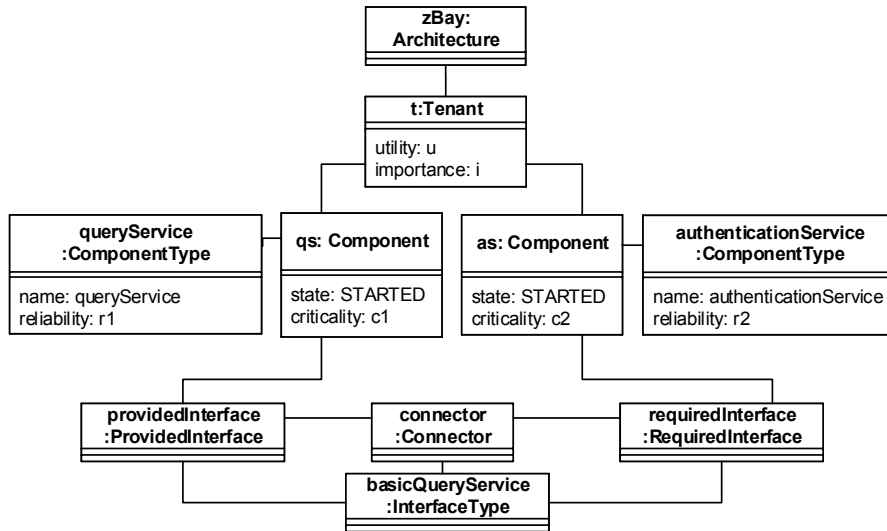 zBay:
Architecture
t:Tenant
utility: u
importance: i
queryService
:ComponentType
name: queryService
reliability: r1
qs: Component
state: STARTED
criticality: c1
as: Component
state: STARTED
criticality: c2
authenticationService
:ComponentType
name: authenticationService
reliability: r2
providedInterface
:ProvidedInterface
connector
:Connector
requiredInterface
:RequiredInterface
basicQueryService
:InterfaceType